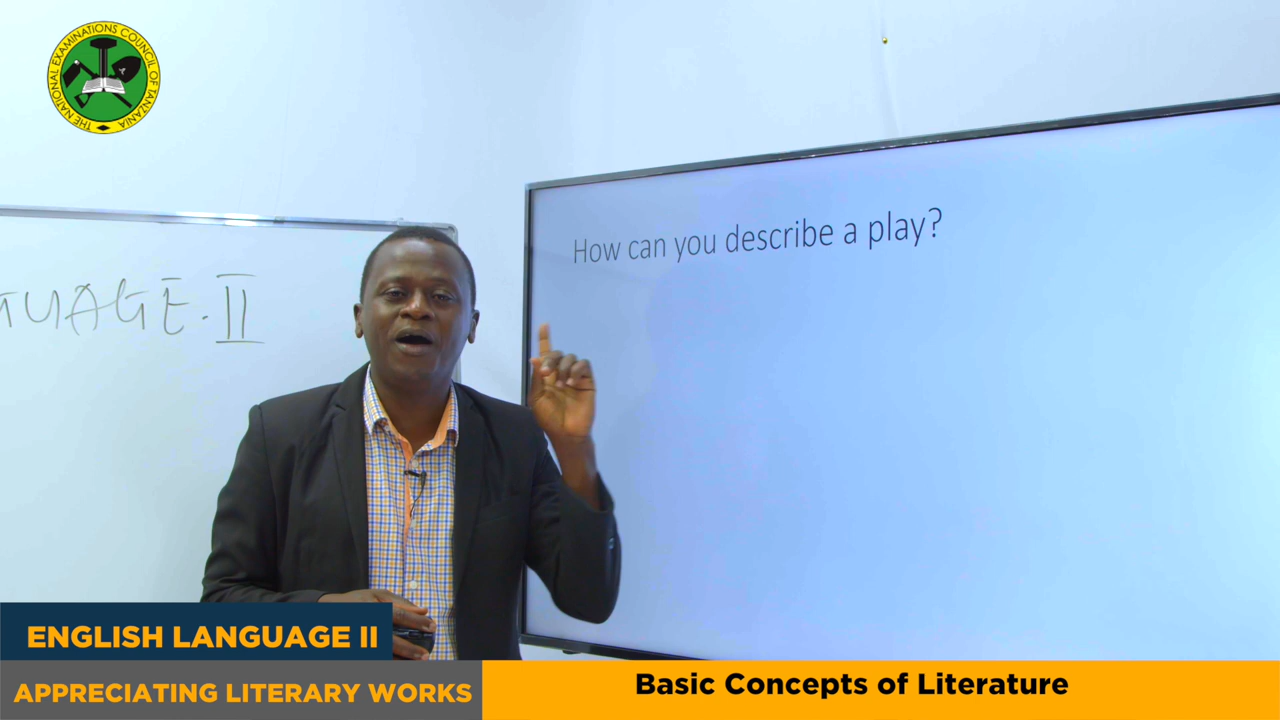 THE NATIONAL EXAMINATIONS COUNCIL OF TANZANIA
How can you describe a play?
GUAGE. II
ENGLISH LANGUAGE II
APPRECIATING LITERARY WORKS
Basic Concepts of Literature